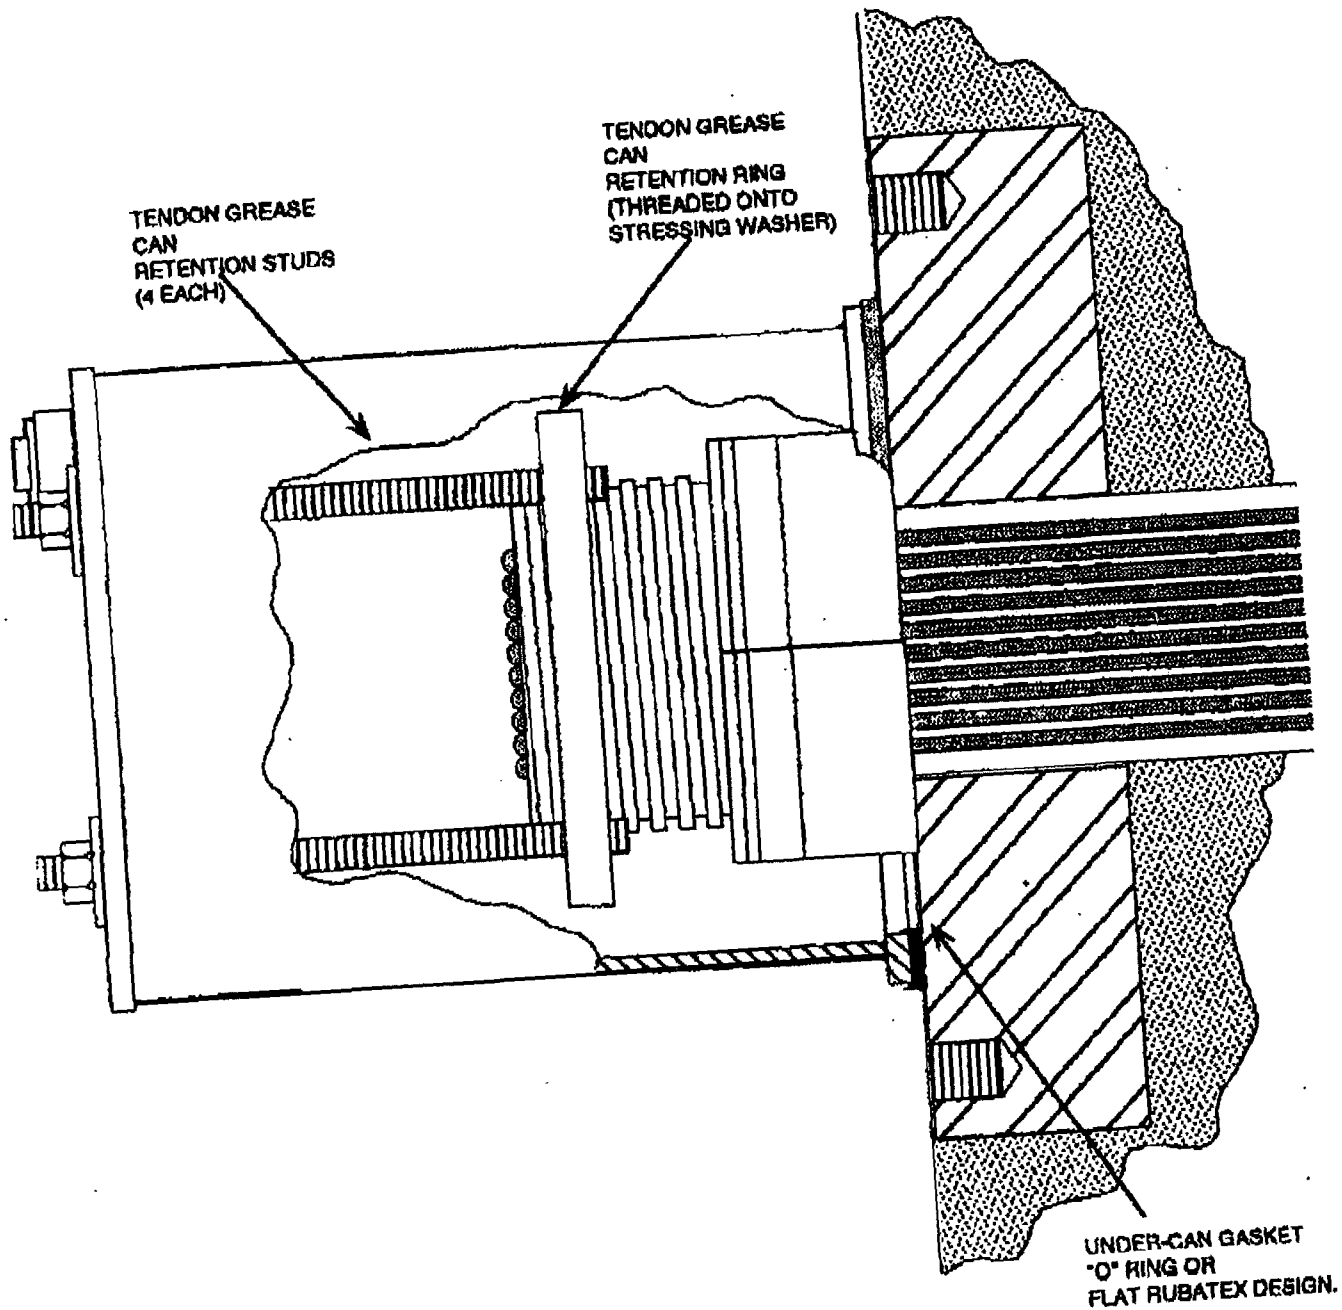 TENDON GREASE
CAN
RETENTION RING
(THREADED ONTO
STRESSING WASHER)
TENDON GREASE
CAN
RETENTION STUDS
(4 EACH)
UNDER-CAN GASKET
"O" RING OR
FLAT RUBATEX DESIGN.